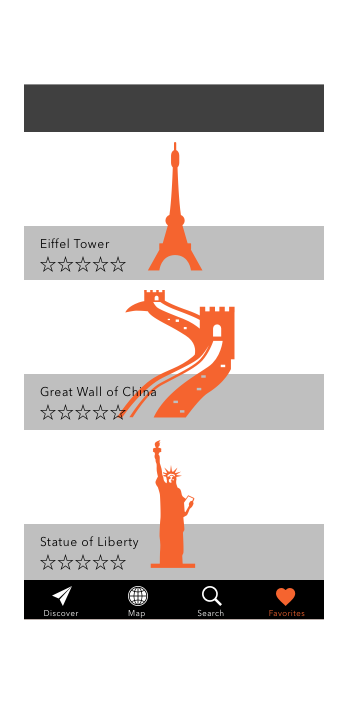 Eiffel Tower
Great Wall of China
Statue of Liberty
Discover Map Search Favorites